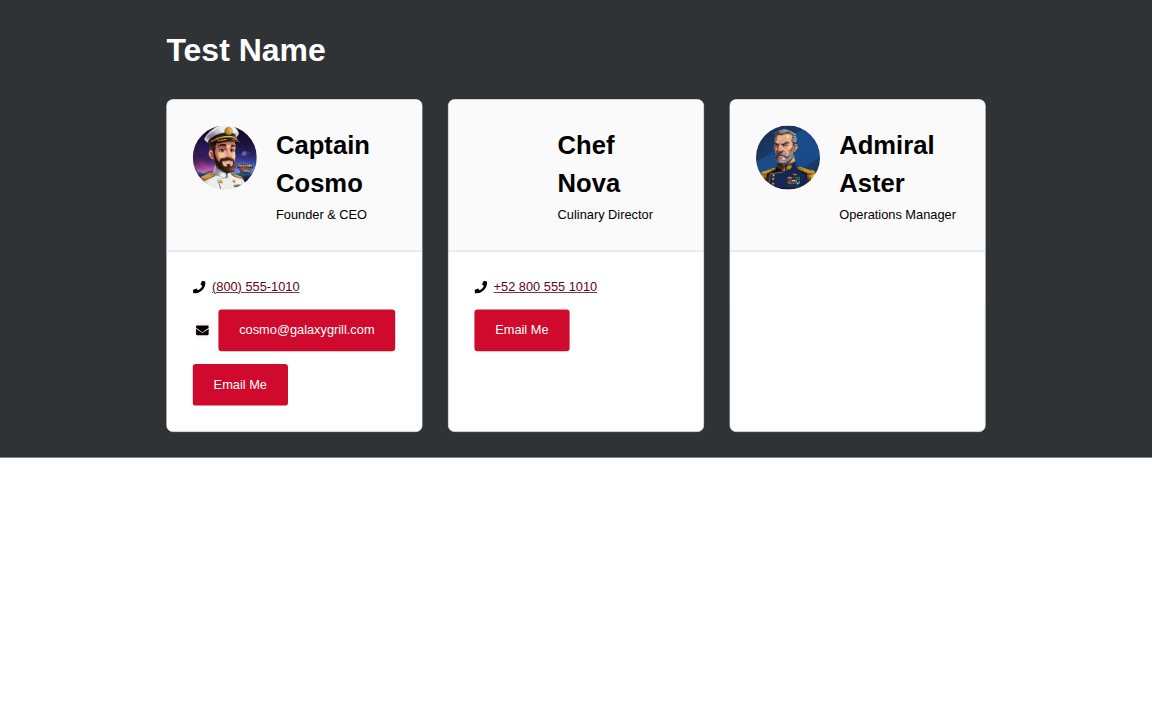 Test Name
Captain
Cosmo
Founder & CEO
(800) 555-1010
cosmo@galaxygrill.com
Email Me
Chef
Nova
Culinary Director
+52 800 555 1010
Email Me
Admiral
Aster
Operations Manager